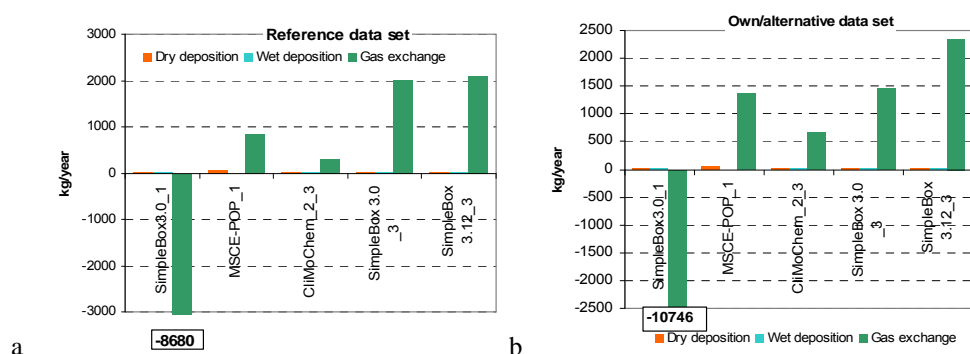 Reference data set
Dry deposition Wet deposition Gas exchange
kg/year
3000
2000
1000
0
-1000
-2000
-3000
SimpleBox3.0_1
MSCE-POP_1
CliMoChem_2_3
SimpleBox 3.0
_3
SimpleBox
3.12_3
-8680
a
Own/alternative data set
kg/year
2500
2000
1500
1000
500
0
-500
-1000
-1500
-2000
-2500
SimpleBox3.0_1
MSCE-POP_1
CliMoChem_2_3
SimpleBox 3.0
_3
SimpleBox
3.12_3
-10746
Dry deposition Wet deposition Gas exchange
b